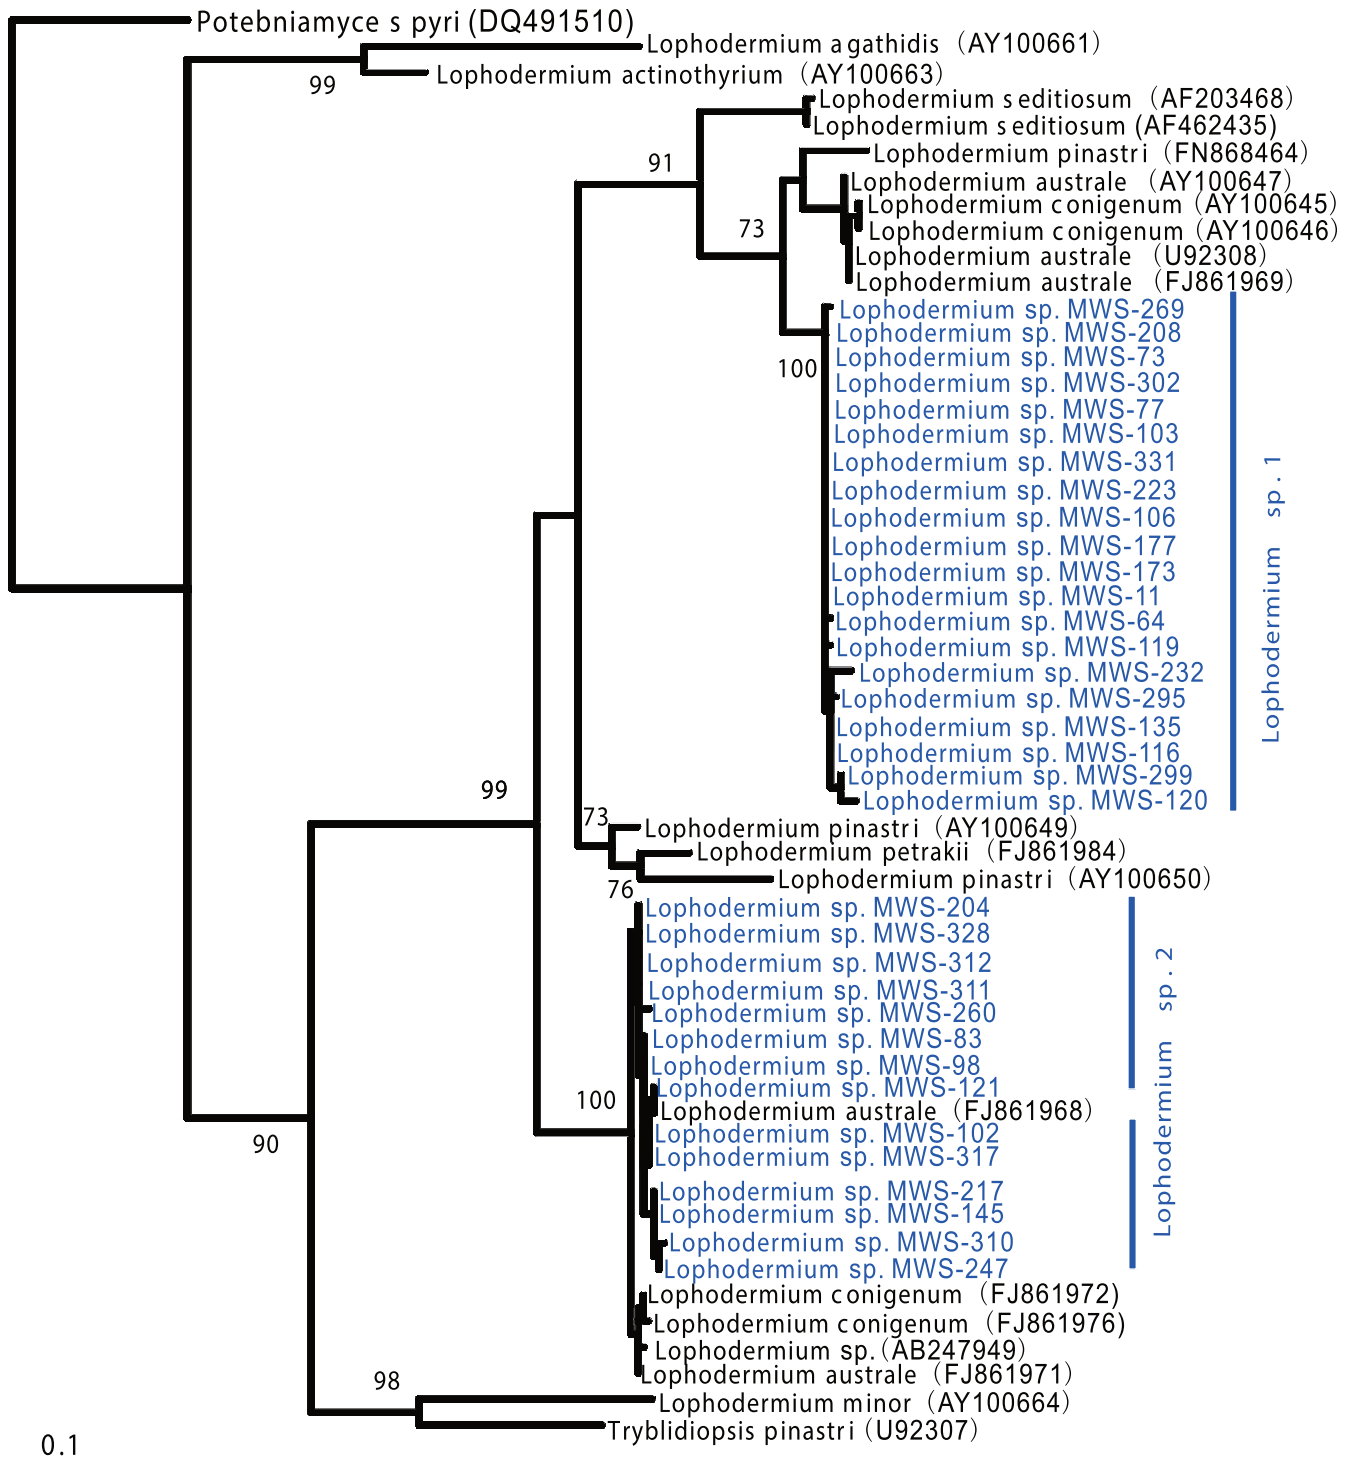 Potebniamyce s pyri (DQ491510)
Lophodermium agathidis (AY100661)
99
Lophodermium actinothyrium (AY100663)
Lophodermium seditiosum (AF203468)
Lophodermium seditiosum (AF462435)
91
Lophodermium pinastri (FN868464)
Lophodermium australe (AY100647)
Lophodermium conigenum (AY100645)
73
Lophodermium conigenum (AY100646)
Lophodermium australe (U92308)
Lophodermium australe (FJ861969)
Lophodermium sp. MWS-269
Lophodermium sp. MWS-208
Lophodermium sp. MWS-73
100
Lophodermium sp. MWS-302
Lophodermium sp. MWS-77
Lophodermium sp. MWS-103
Lophodermium sp. MWS-331
Lophodermium sp. MWS-223
Lophodermium sp. MWS-106
Lophodermium sp. MWS-177
Lophodermium sp. MWS-173
Lophodermium sp. MWS-11
Lophodermium sp. MWS-64
Lophodermium sp. MWS-119
Lophodermium sp. MWS-232
Lophodermium sp. MWS-295
Lophodermium sp. MWS-135
Lophodermium sp. MWS-116
Lophodermium sp. MWS-299
Lophodermium sp. MWS-120
Lophodermium sp. 1
99
73
Lophodermium pinastri (AY100649)
Lophodermium petrakii (FJ861984)
Lophodermium pinastri (AY100650)
76
Lophodermium sp. MWS-204
Lophodermium sp. MWS-328
Lophodermium sp. MWS-312
Lophodermium sp. MWS-311
Lophodermium sp. MWS-260
Lophodermium sp. MWS-83
Lophodermium sp. MWS-98
Lophodermium sp. MWS-121
100
Lophodermium australe (FJ861968)
Lophodermium sp. MWS-102
Lophodermium sp. MWS-317
Lophodermium sp. MWS-217
Lophodermium sp. MWS-145
Lophodermium sp. MWS-310
Lophodermium sp. MWS-247
Lophodermium sp. 2
90
Lophodermium conigenum (FJ861972)
Lophodermium conigenum (FJ861976)
Lophodermium sp. (AB247949)
Lophodermium australe (FJ861971)
98
Lophodermium minor (AY100664)
Tryblidiopsis pinastri (U92307)
0.1